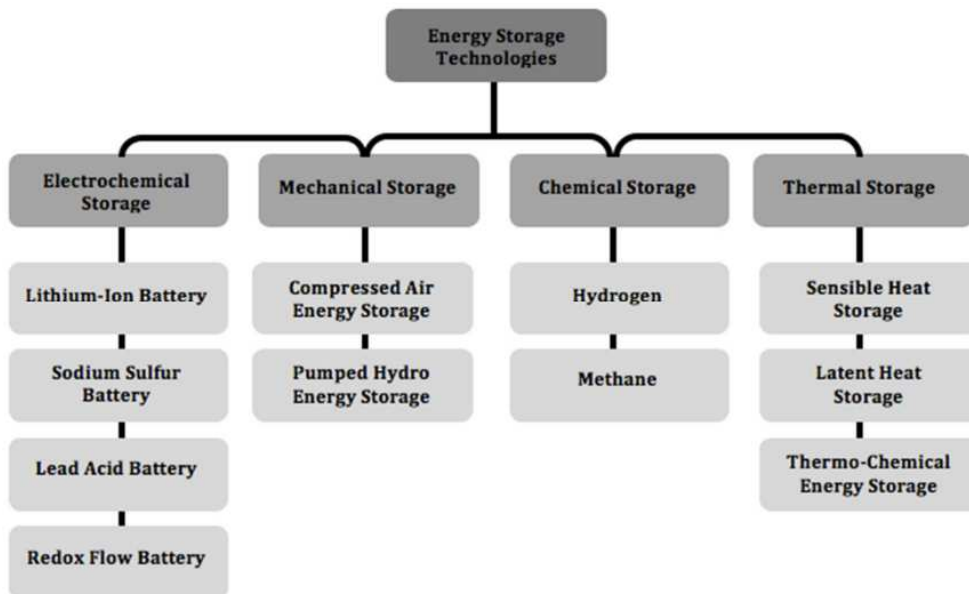 Energy Storage
Technologies
Electrochemical
Storage
Mechanical Storage
Chemical Storage
Thermal Storage
Lithium-Ion Battery
Compressed Air
Energy Storage
Hydrogen
Sensible Heat
Storage
Sodium Sulfur
Battery
Pumped Hydro
Energy Storage
Methane
Latent Heat
Storage
Lead Acid Battery
Thermo-Chemical
Energy Storage
Redox Flow Battery